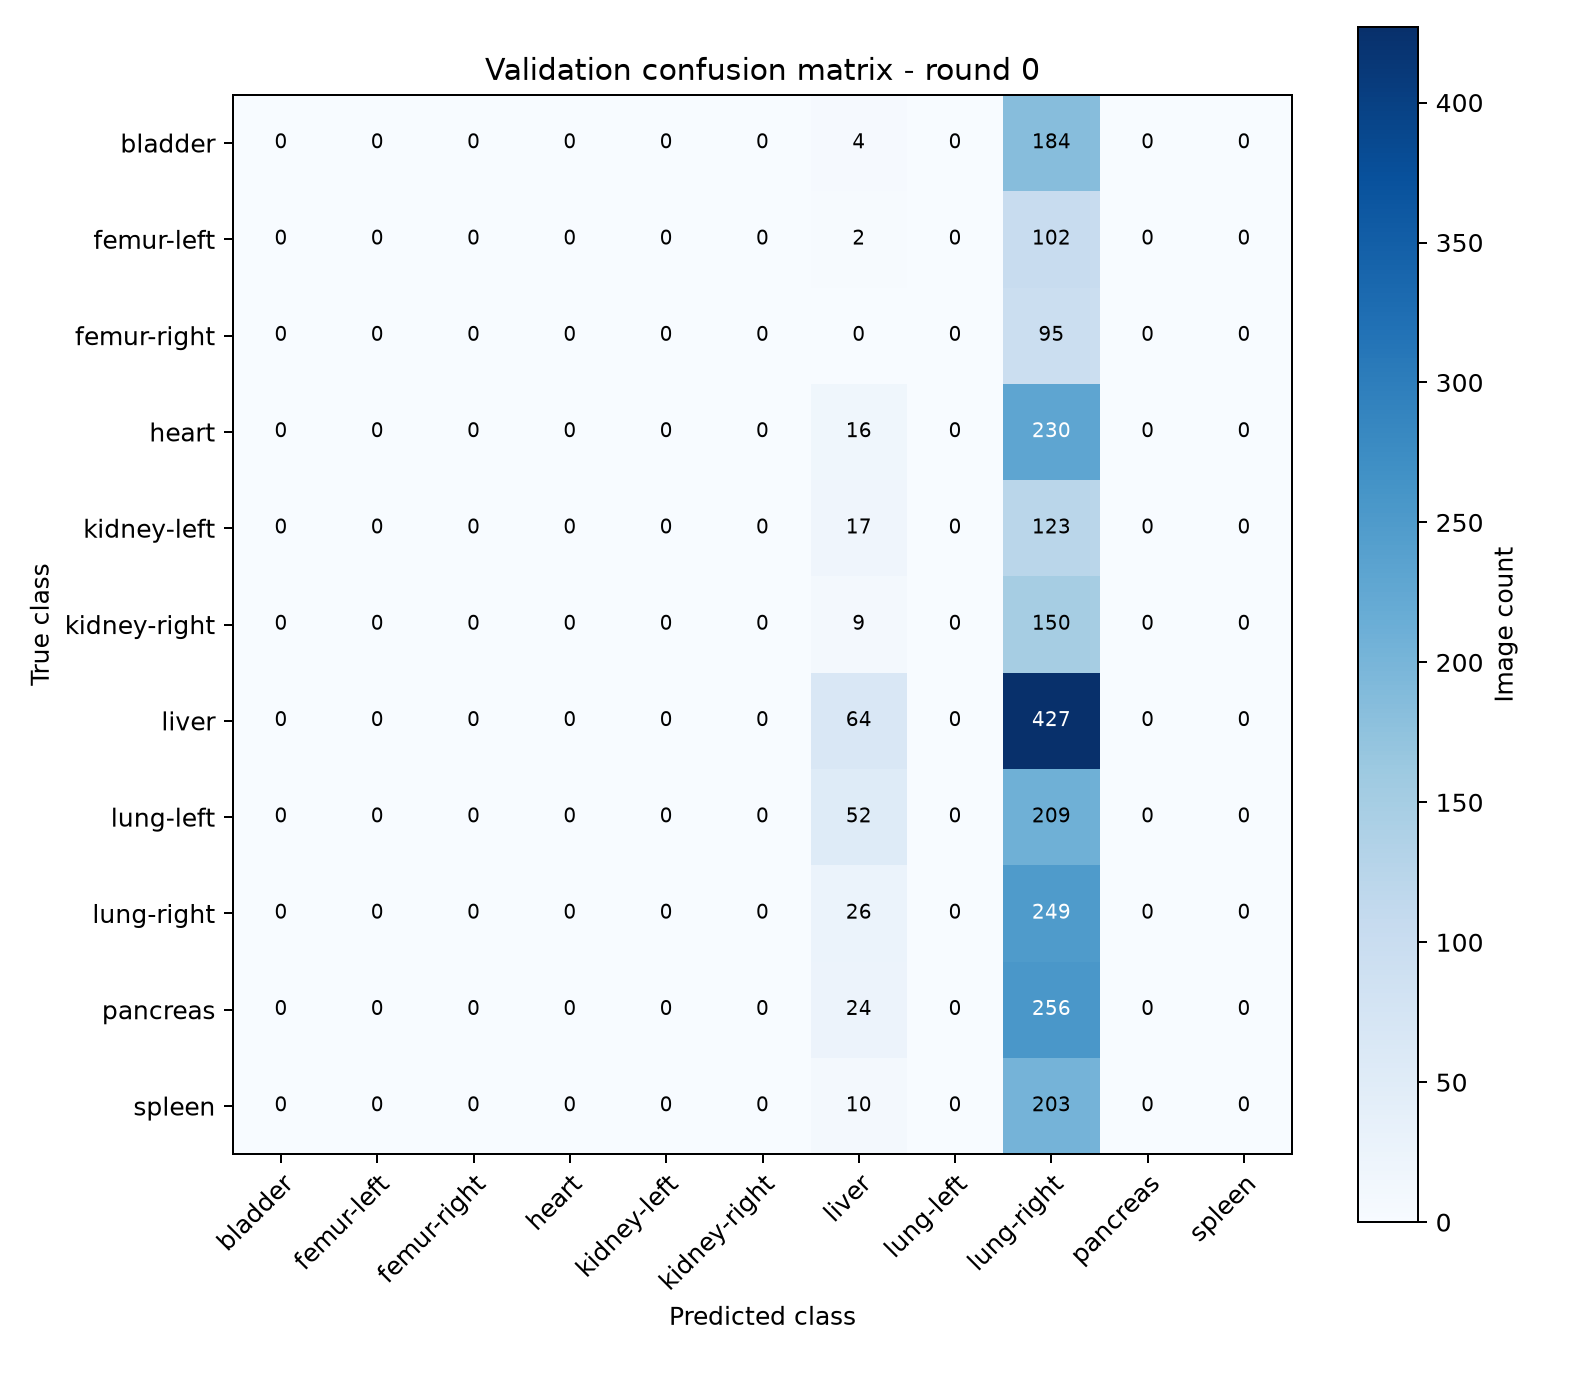 Validation confusion matrix - round 0
bladder 0 0 0 0 0 0 4 0 184 0 0
femur-left 0 0 0 0 0 0 2 0 102 0 0
femur-right 0 0 0 0 0 0 0 0 95 0 0
heart 0 0 0 0 0 0 16 0 230 0 0
kidney-left 0 0 0 0 0 0 17 0 123 0 0
kidney-right 0 0 0 0 0 0 9 0 150 0 0
liver 0 0 0 0 0 0 64 0 427 0 0
lung-left 0 0 0 0 0 0 52 0 209 0 0
lung-right 0 0 0 0 0 0 26 0 249 0 0
pancreas 0 0 0 0 0 0 24 0 256 0 0
spleen 0 0 0 0 0 0 10 0 203 0 0
True class
bladder femur-left femur-right heart kidney-left kidney-right liver lung-left lung-right pancreas spleen
Predicted class
400
350
300
250
200
150
100
50
0
Image count